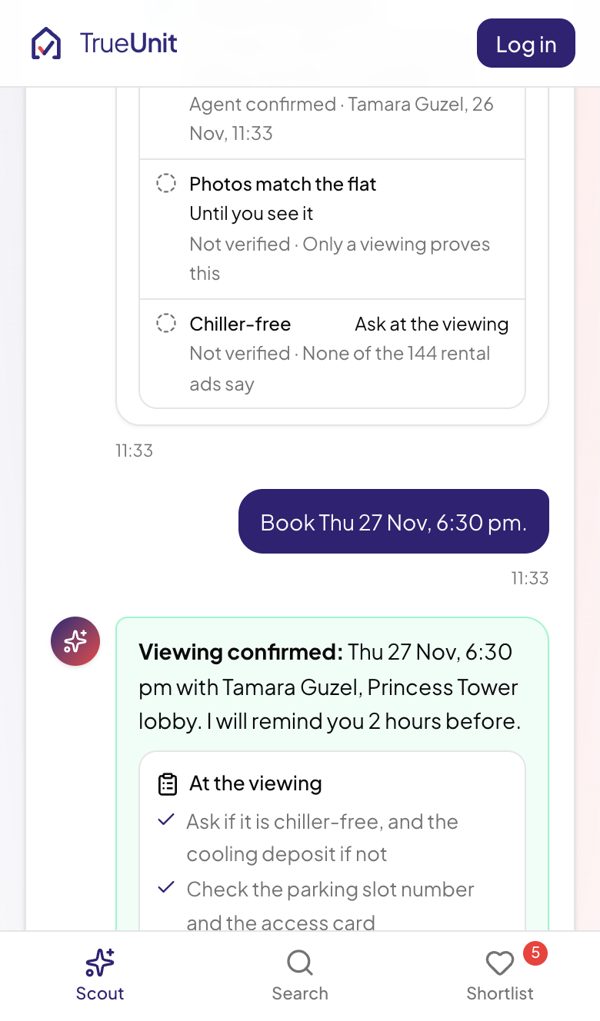 TrueUnit
Log in
Agent confirmed · Tamara Guzel, 26
Nov, 11:33
Photos match the flat
Until you see it
Not verified · Only a viewing proves
this
Chiller-free Ask at the viewing
Not verified · None of the 144 rental
ads say
11:33
Book Thu 27 Nov, 6:30 pm.
11:33
Viewing confirmed: Thu 27 Nov, 6:30
pm with Tamara Guzel, Princess Tower
lobby. I will remind you 2 hours before.
At the viewing
Ask if it is chiller-free, and the
cooling deposit if not
Check the parking slot number
and the access card
Scout
Search
5
Shortlist